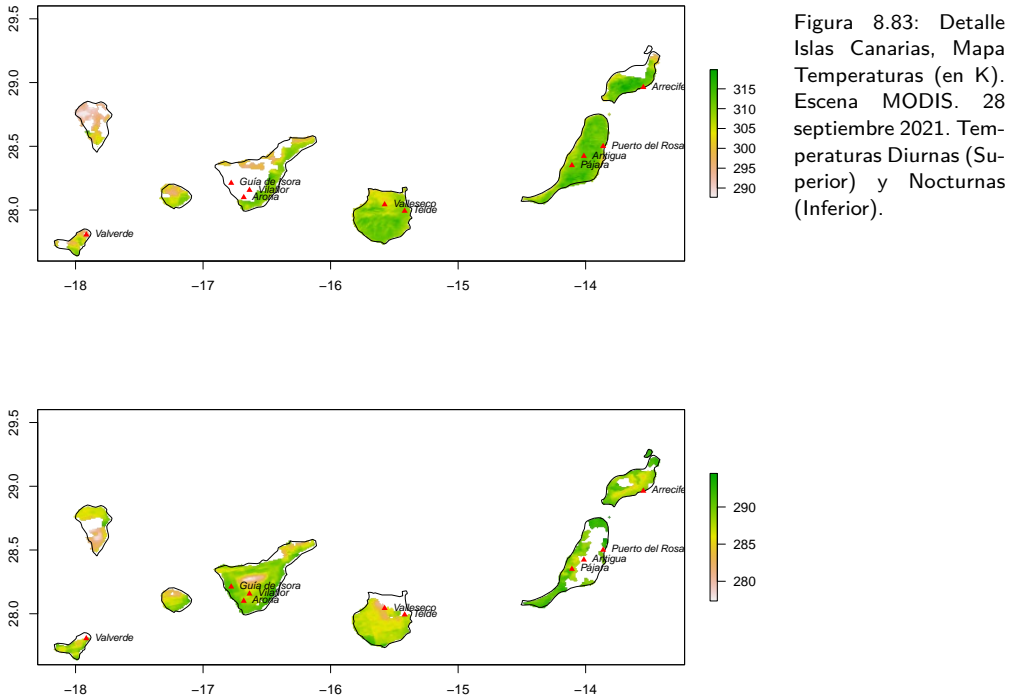 Figura 8.83: Detalle
Islas Canarias, Mapa
Temperaturas (en K).
Escena MODIS. 28
septiembre 2021. Tem-
peraturas Diurnas (Su-
perior) y Nocturnas
(Inferior).
29.5
29.0
28.5
28.0
Arrecife
Puerto del Rosa
Antigua
Pájara
Guía de Isora
Vilaflor
Arona
Valleseco
Telde
Valverde
315
310
305
300
295
290
−18
−17
−16
−15
−14
29.5
29.0
28.5
28.0
Arrecife
Puerto del Rosa
Antigua
Pájara
Guía de Isora
Vilaflor
Arona
Valleseco
Telde
Valverde
290
285
280
−18
−17
−16
−15
−14